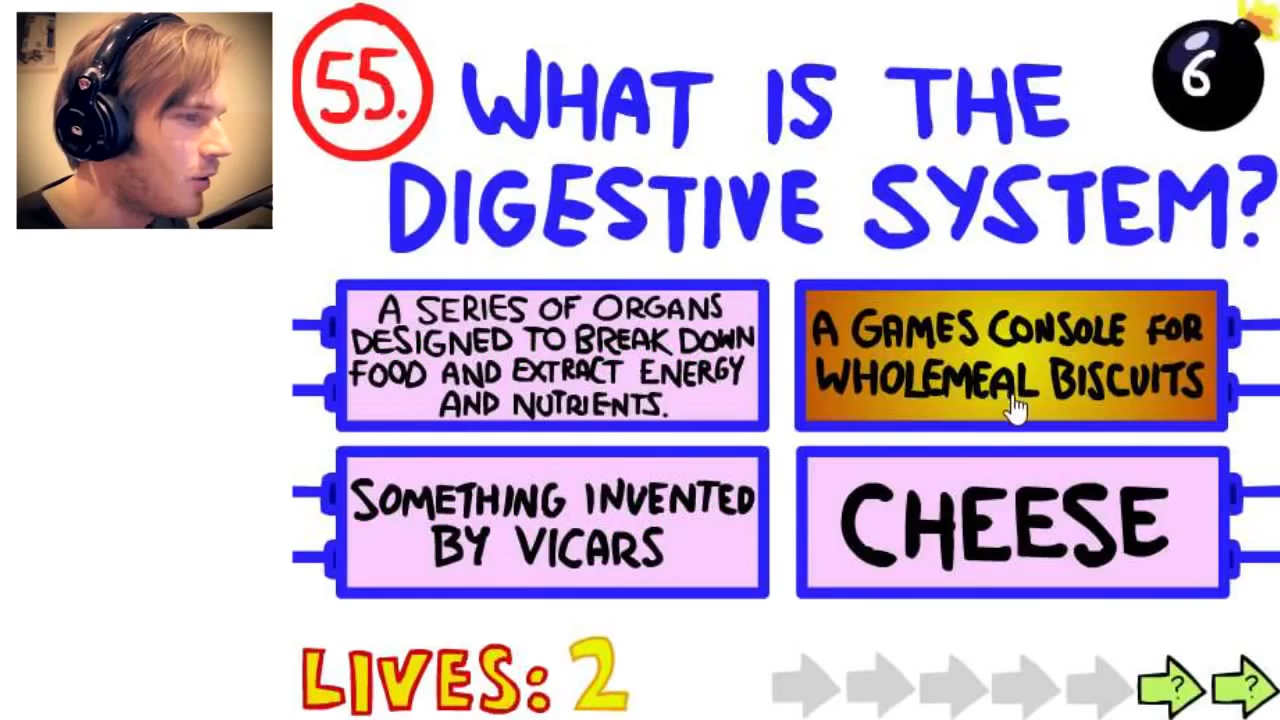 55.
WHAT IS THE
DIGESTIVE SYSTEM?
6
A SERIES OF ORGANS
DESIGNED TO BREAK DOWN
FOOD AND EXTRACT ENERGY
AND NUTRIENTS.
A GAMES CONSOLE FOR
WHOLEMEAL BISCUITS
SOMETHING INVENTED
BY VICARS
CHEESE
LIVES: 2
? ?